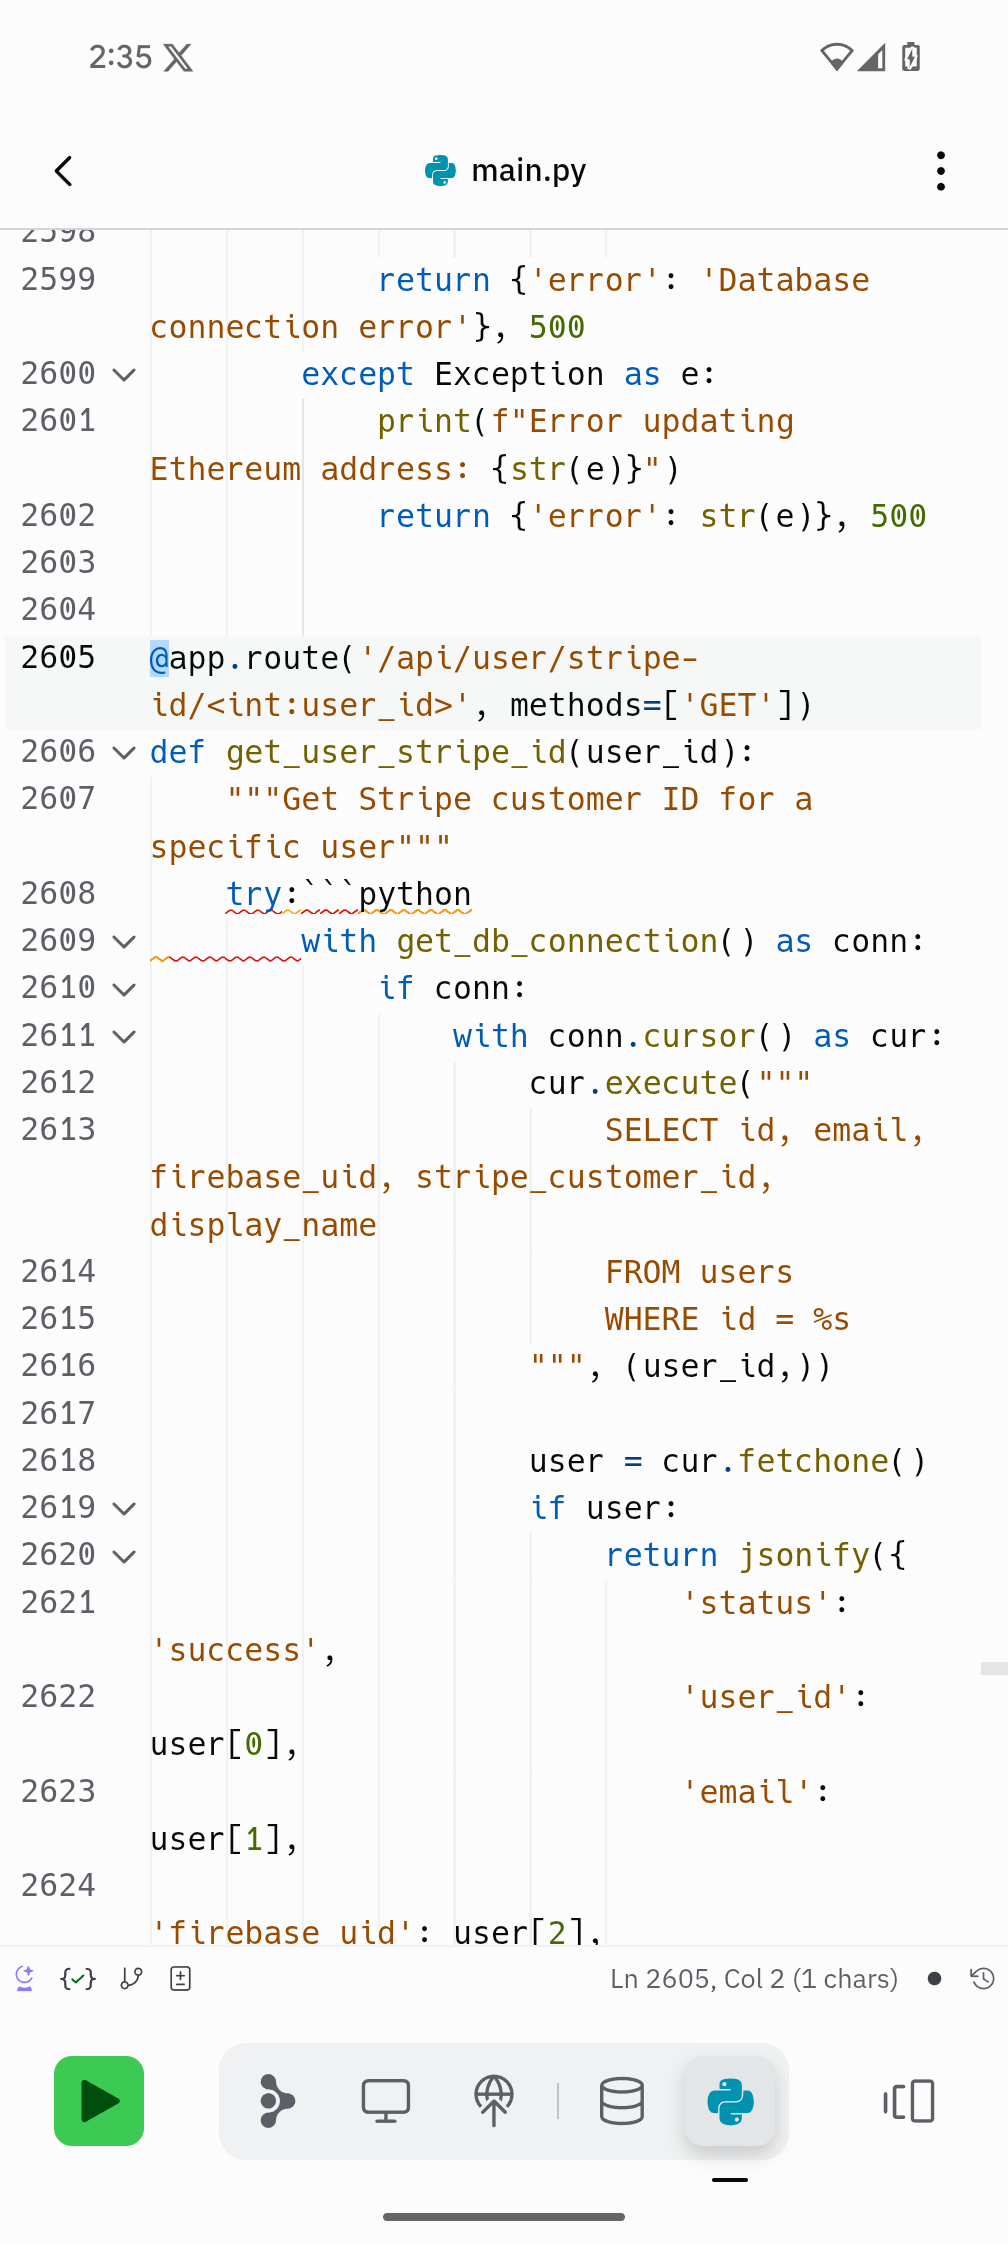 2:35
main.py
2598
2599 return {'error': 'Database
connection error'}, 500
2600 except Exception as e:
2601 print(f"Error updating
Ethereum address: {str(e)}")
2602 return {'error': str(e)}, 500
2603
2604
2605 @app.route('/api/user/stripe-
id/<int:user_id>', methods=['GET'])
2606 def get_user_stripe_id(user_id):
2607 """Get Stripe customer ID for a
specific user"""
2608 try:```python
2609 with get_db_connection() as conn:
2610 if conn:
2611 with conn.cursor() as cur:
2612 cur.execute("""
2613 SELECT id, email,
firebase_uid, stripe_customer_id,
display_name
2614 FROM users
2615 WHERE id = %s
2616 """, (user_id,))
2617
2618 user = cur.fetchone()
2619 if user:
2620 return jsonify({
2621 'status':
'success',
2622 'user_id':
user[0],
2623 'email':
user[1],
2624
'firebase_uid': user[2],
Ln 2605, Col 2 (1 chars)